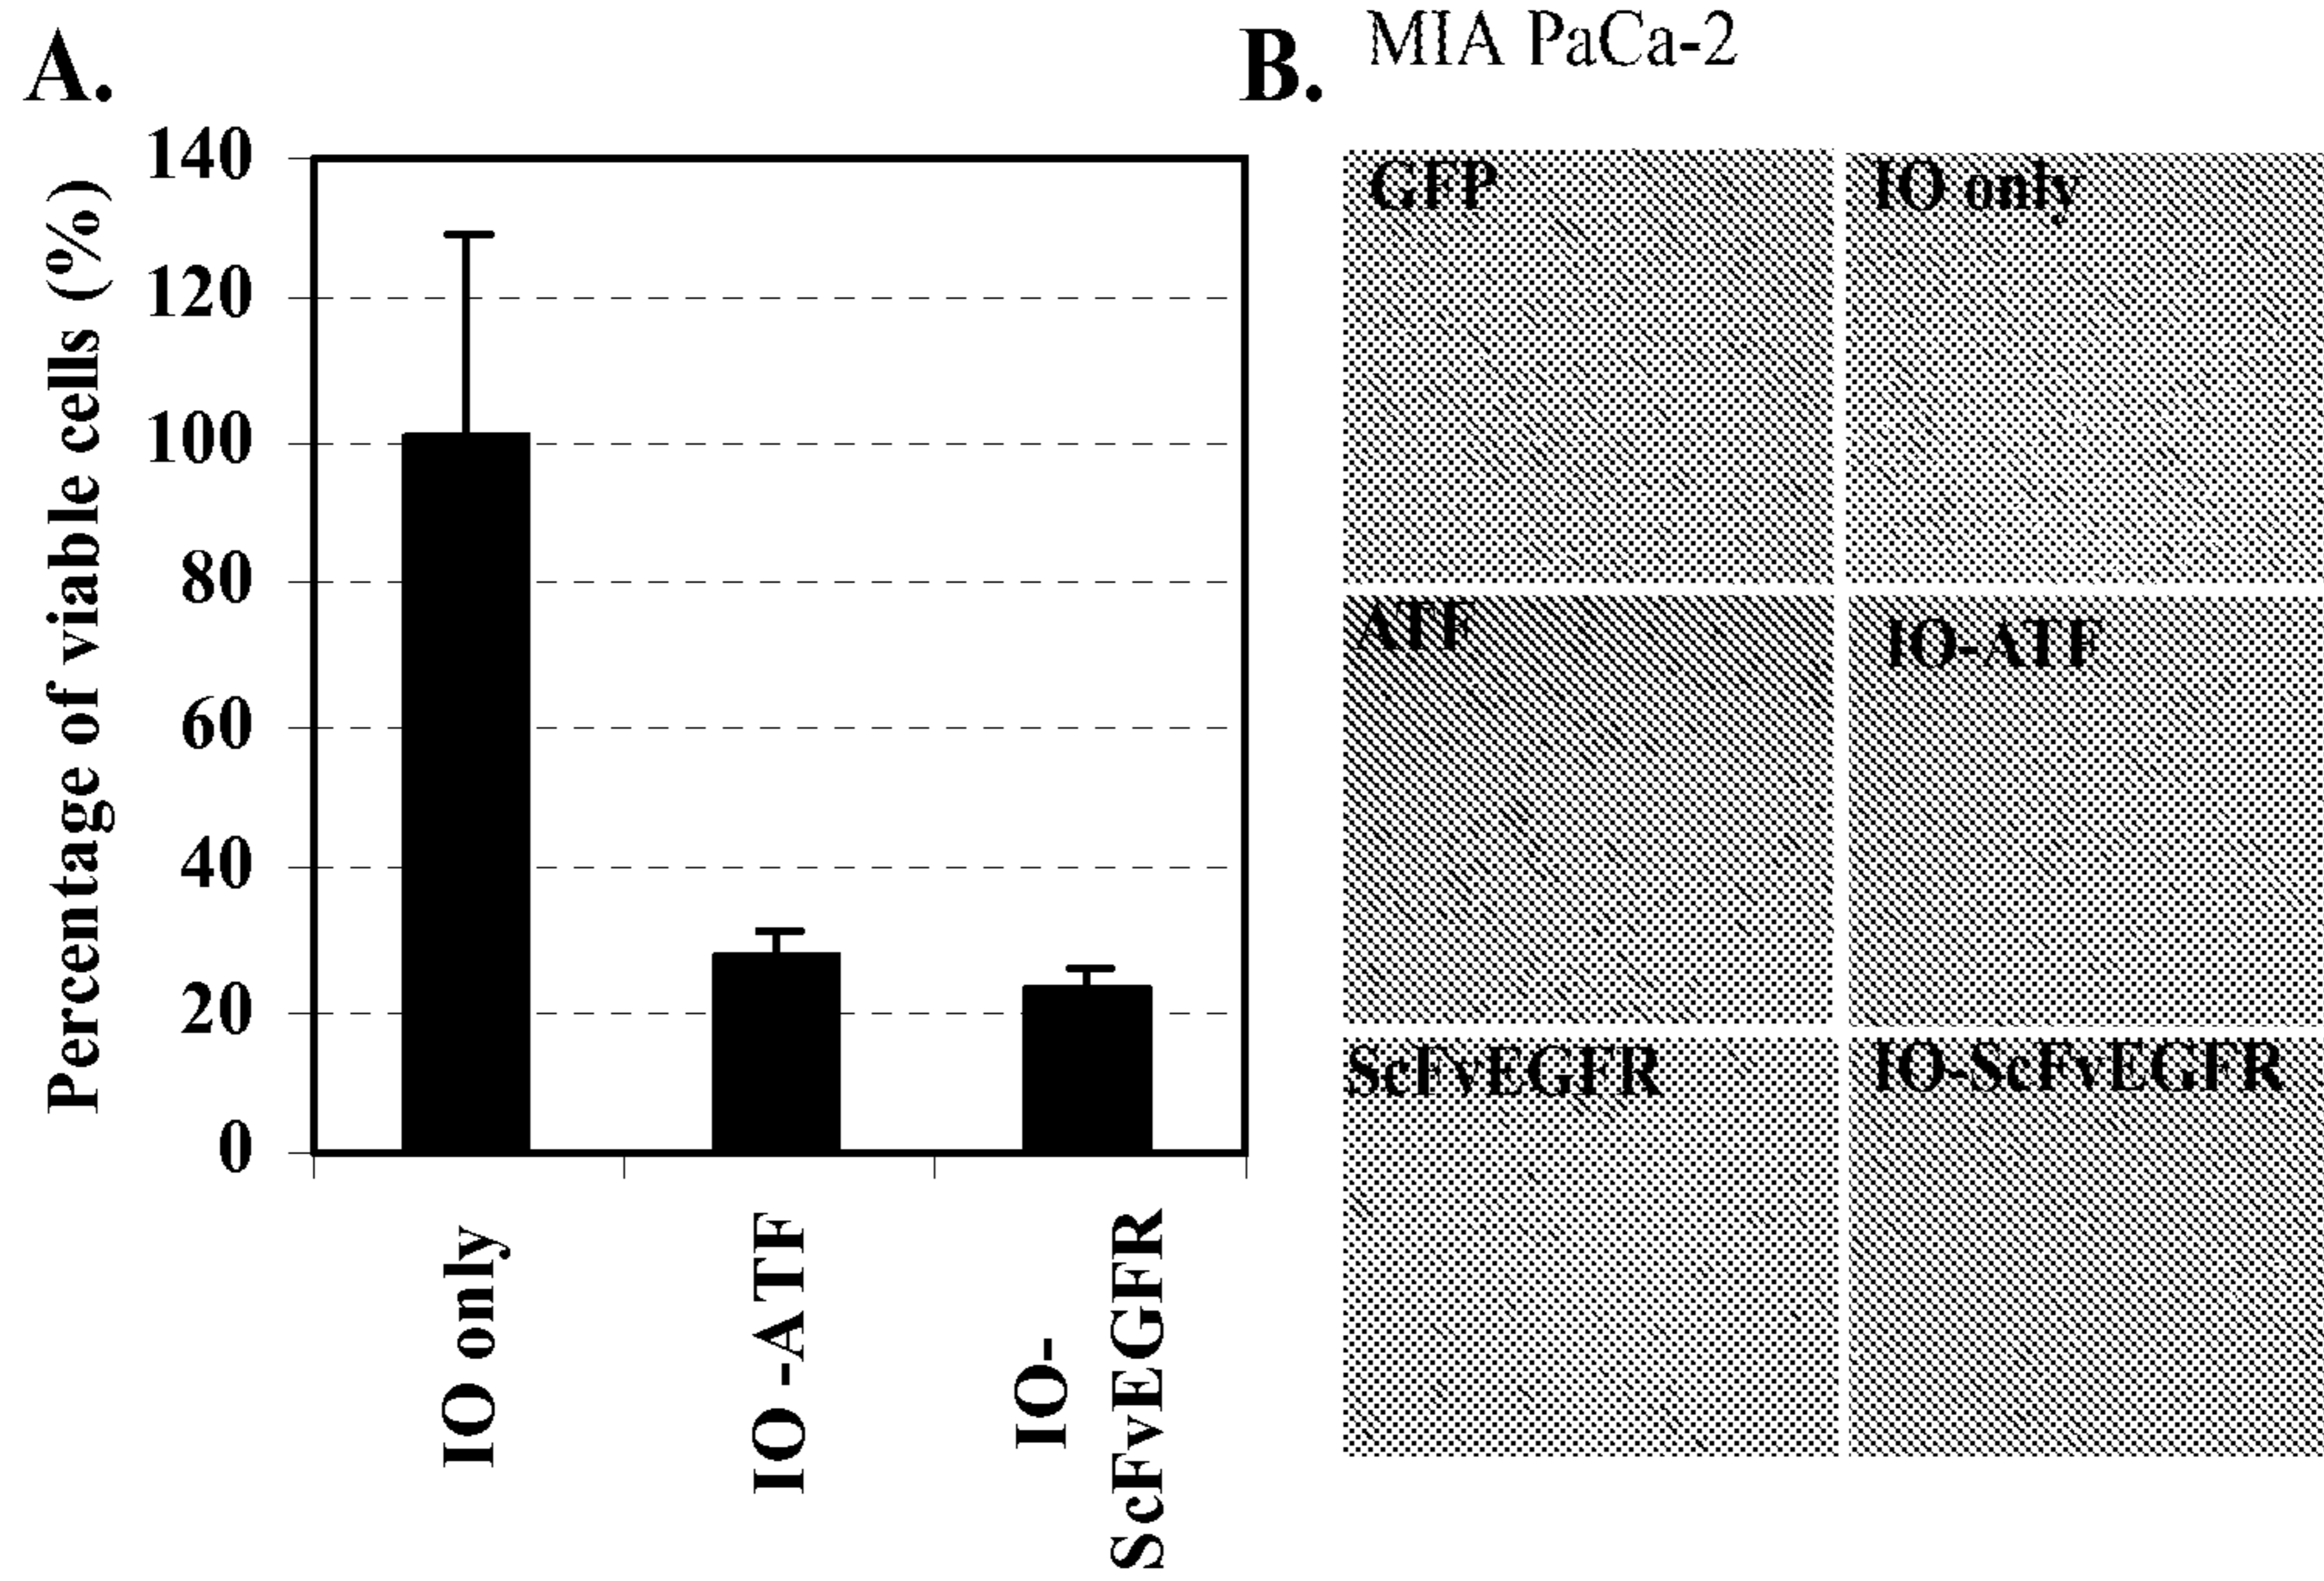 A.
Percentage of viable cells (%)
140
120
100
80
60
40
20
0
IO only
IO -ATF
IO-
ScFvEGFR
B.
MIA PaCa-2
GFP
IO only
ATF
IO-ATF
ScFvEGFR
IO-ScFvEGFR